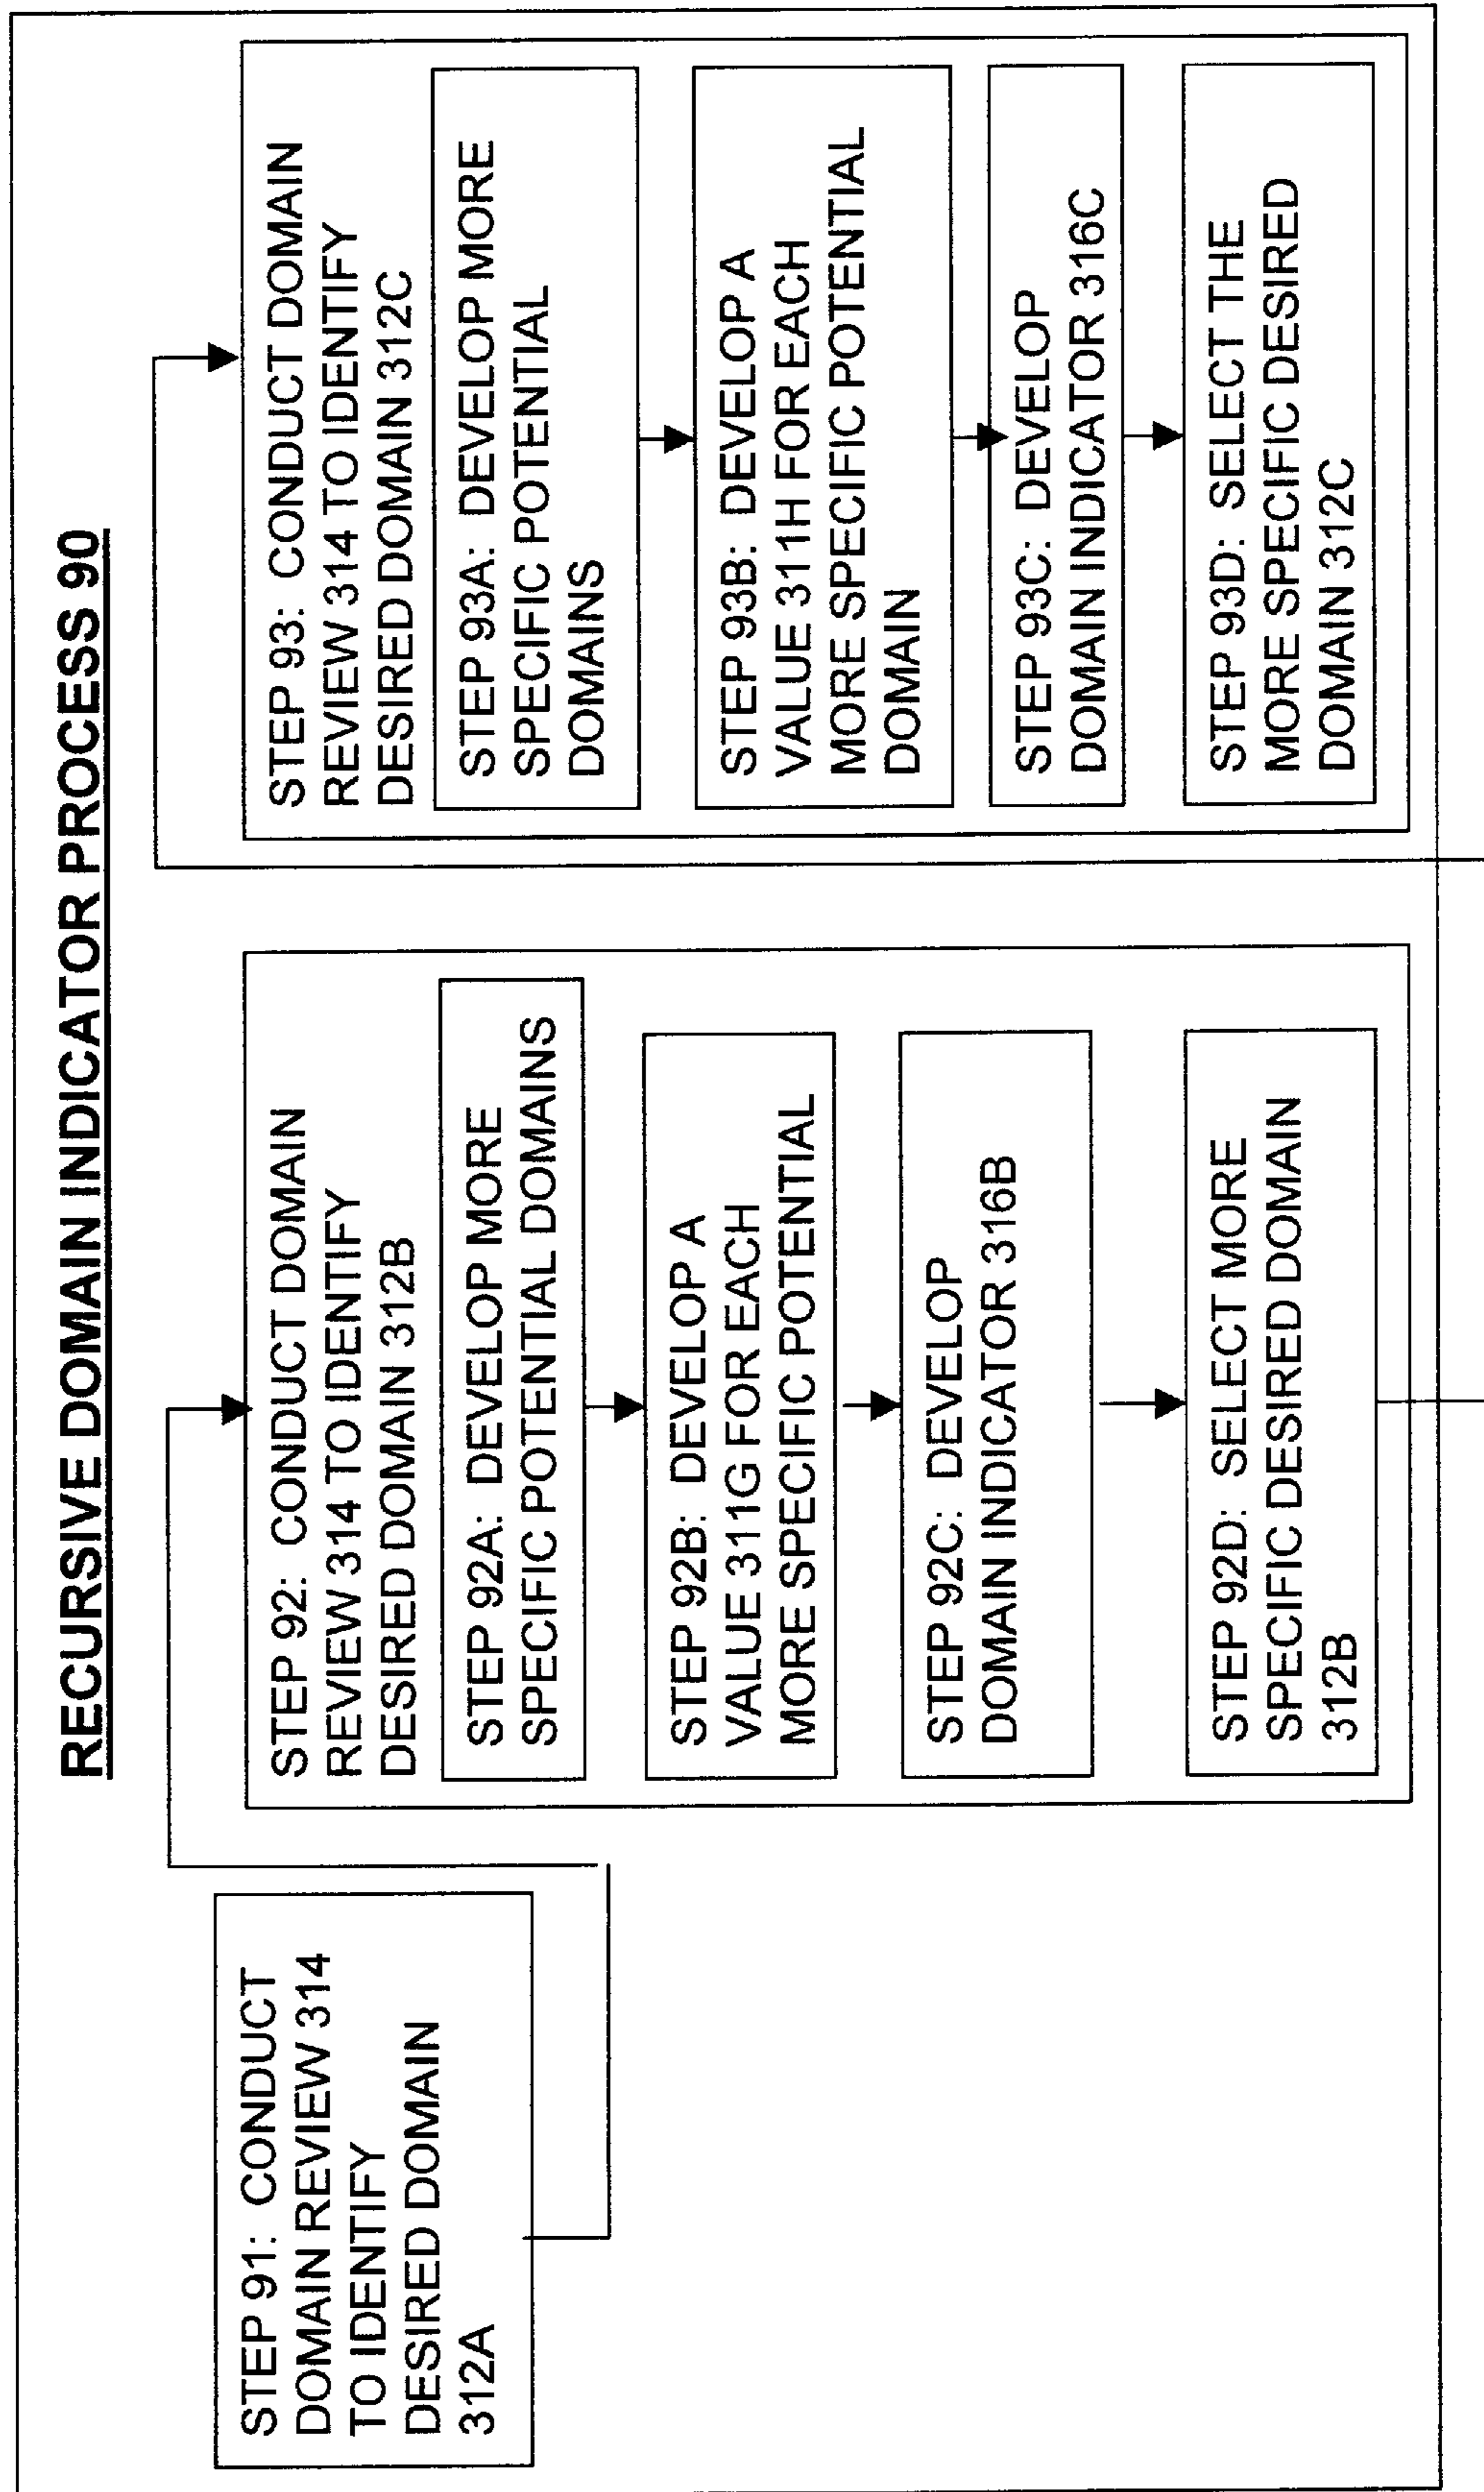 RECURSIVE DOMAIN INDICATOR PROCESS 90
STEP 91: CONDUCT
DOMAIN REVIEW 314
TO IDENTIFY
DESIRED DOMAIN
312A
STEP 92: CONDUCT DOMAIN
REVIEW 314 TO IDENTIFY
DESIRED DOMAIN 312B
STEP 92A: DEVELOP MORE
SPECIFIC POTENTIAL DOMAINS
STEP 92B: DEVELOP A
VALUE 311G FOR EACH
MORE SPECIFIC POTENTIAL
STEP 92C: DEVELOP
DOMAIN INDICATOR 316B
STEP 92D: SELECT MORE
SPECIFIC DESIRED DOMAIN
312B
STEP 93: CONDUCT DOMAIN
REVIEW 314 TO IDENTIFY
DESIRED DOMAIN 312C
STEP 93A: DEVELOP MORE
SPECIFIC POTENTIAL
DOMAINS
STEP 93B: DEVELOP A
VALUE 311H FOR EACH
MORE SPECIFIC POTENTIAL
DOMAIN
STEP 93C: DEVELOP
DOMAIN INDICATOR 316C
STEP 93D: SELECT THE
MORE SPECIFIC DESIRED
DOMAIN 312C